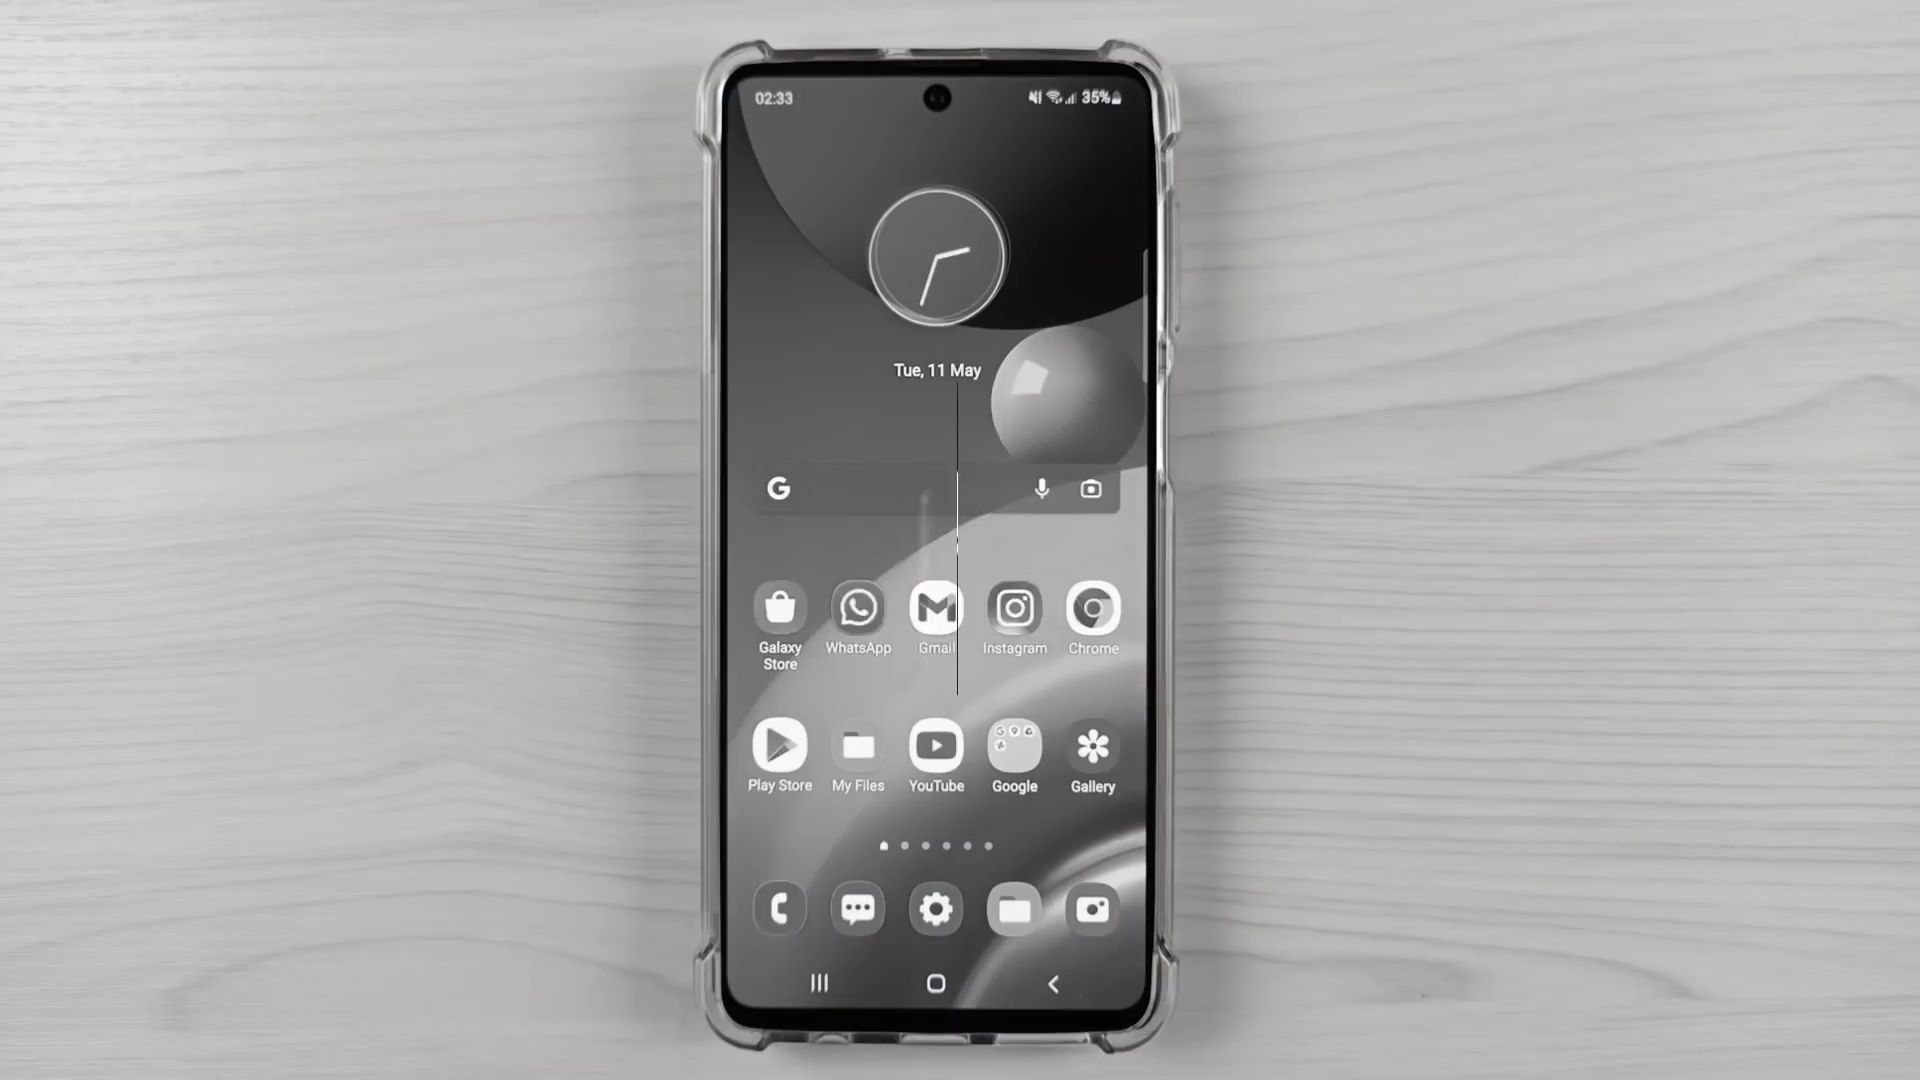 02:33
35%
Tue, 11 May
G
Galaxy Store
WhatsApp
Gmail
Instagram
Chrome
Play Store
My Files
YouTube
Google
Gallery